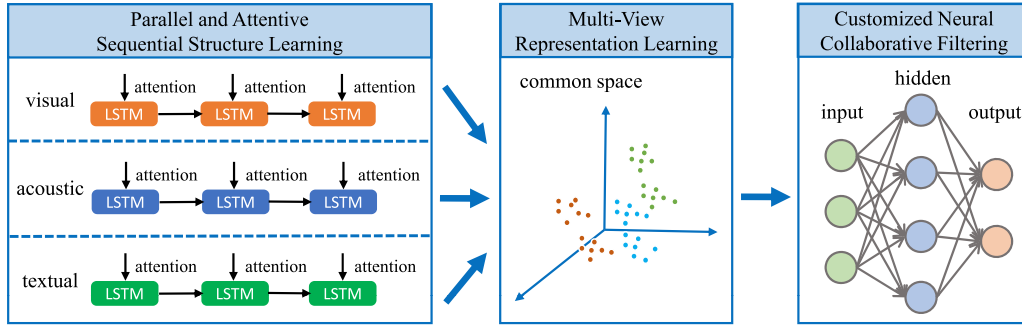 Parallel and Attentive
Sequential Structure Learning
visual
attention attention attention
LSTM LSTM LSTM
acoustic
attention attention attention
LSTM LSTM LSTM
textual
attention attention attention
LSTM LSTM LSTM
Multi-View
Representation Learning
common space
Customized Neural
Collaborative Filtering
hidden
input
output